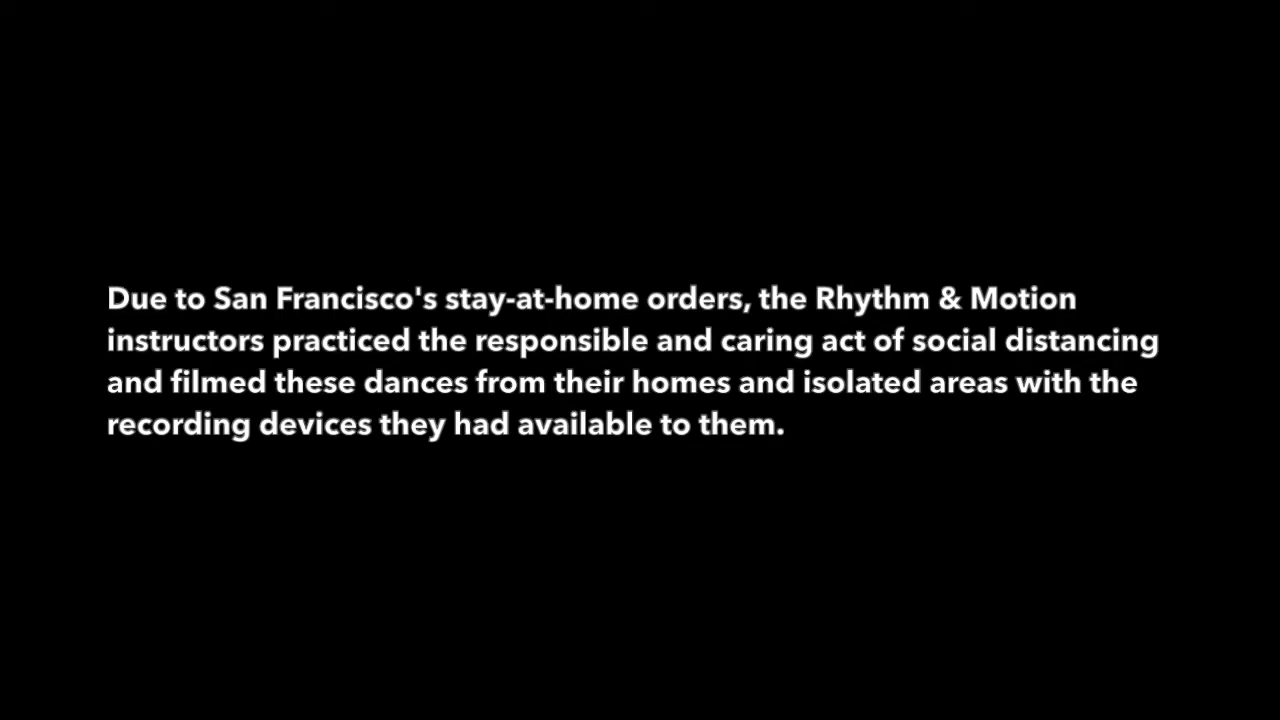 Due to San Francisco's stay-at-home orders, the Rhythm & Motion
instructors practiced the responsible and caring act of social distancing
and filmed these dances from their homes and isolated areas with the
recording devices they had available to them.